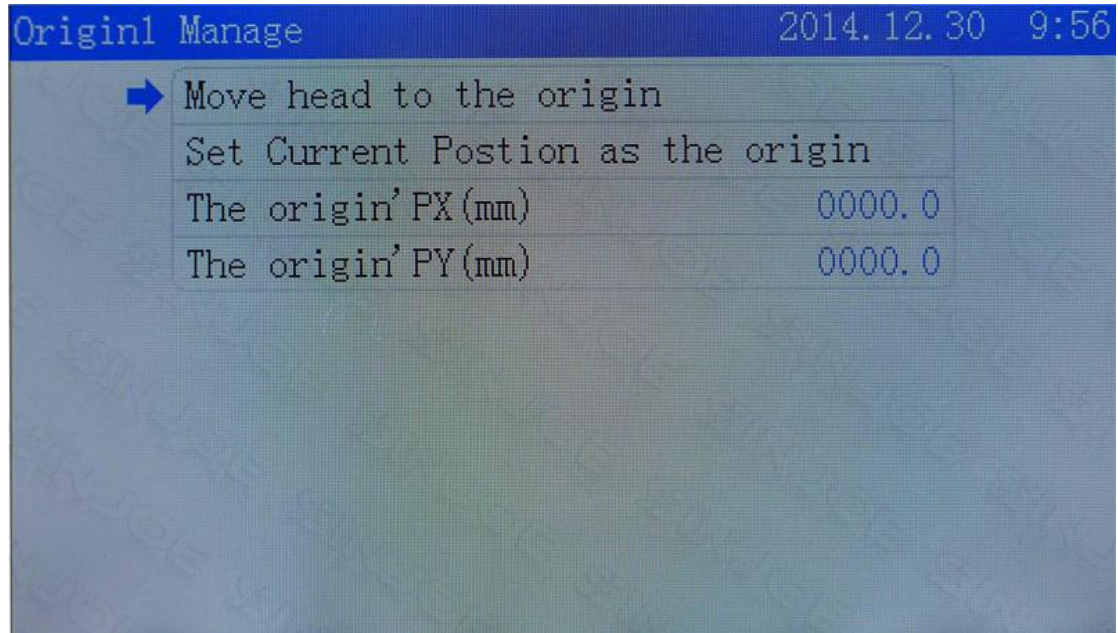 Origin1 Manage 2014.12.30 9:56
Move head to the origin
Set Current Postion as the origin
The origin'PX(mm) 0000.0
The origin'PY(mm) 0000.0